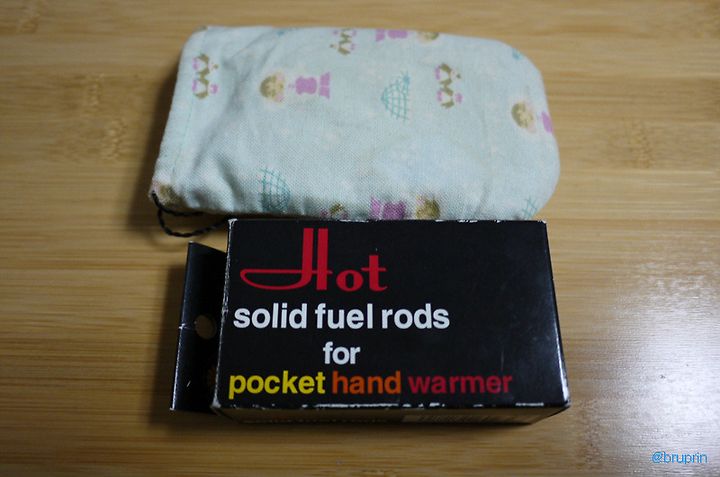 Hot
solid fuel rods
for
pocket hand warmer
@bruprin